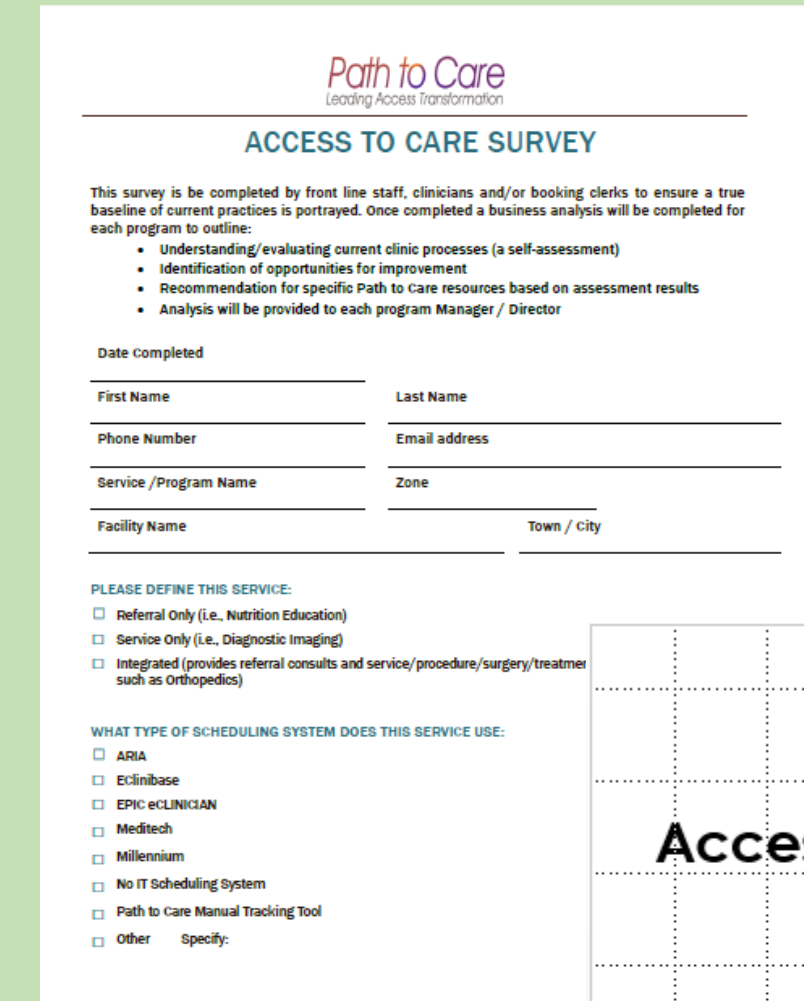 Path to Care
Leading Access Transformation
ACCESS TO CARE SURVEY
This survey is be completed by front line staff, clinicians and/or booking clerks to ensure a true
baseline of current practices is portrayed. Once completed a business analysis will be completed for
each program to outline:
• Understanding/evaluating current clinic processes (a self-assessment)
• Identification of opportunities for improvement
• Recommendation for specific Path to Care resources based on assessment results
• Analysis will be provided to each program Manager / Director
Date Completed
First Name Last Name
Phone Number Email address
Service /Program Name Zone
Facility Name Town / City
PLEASE DEFINE THIS SERVICE:
☐ Referral Only (i.e., Nutrition Education)
☐ Service Only (i.e., Diagnostic Imaging)
☐ Integrated (provides referral consults and service/procedure/surgery/treatmen
such as Orthopedics)
WHAT TYPE OF SCHEDULING SYSTEM DOES THIS SERVICE USE:
☐ ARIA
☐ EClinibase
☐ EPIC eCLINICIAN
☐ Meditech
☐ Millennium
☐ No IT Scheduling System
☐ Path to Care Manual Tracking Tool
☐ Other Specify: